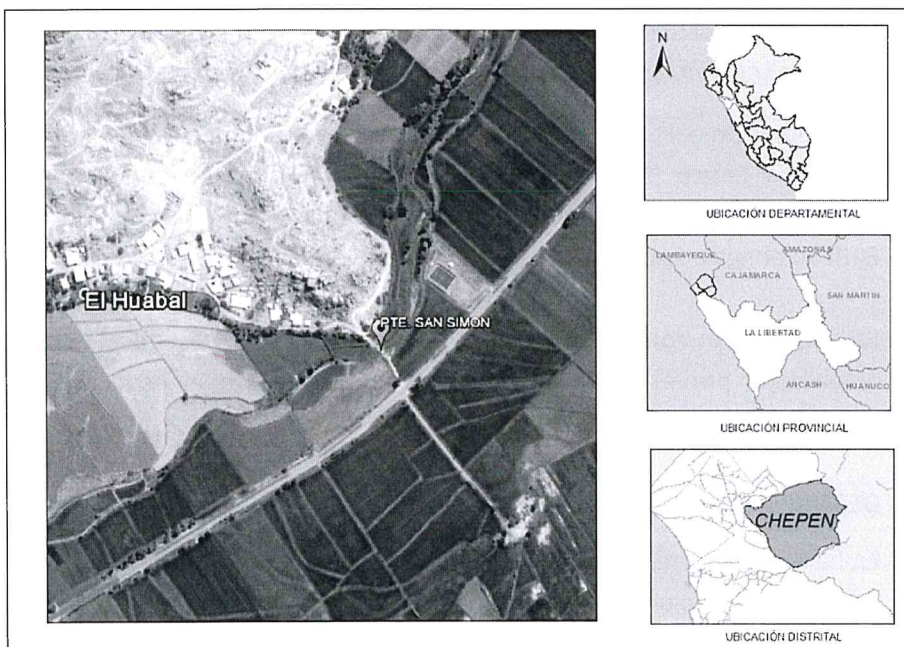 El Huabal
PTE. SAN SIMON
N
UBICACIÓN DEPARTAMENTAL
LAMBAYEQUE
AMAZONAS
CAJAMARCA
SAN MARTIN
LA LIBERTAD
ANCASH
HUANUCO
UBICACIÓN PROVINCIAL
CHEPEN
UBICACIÓN DISTRITAL